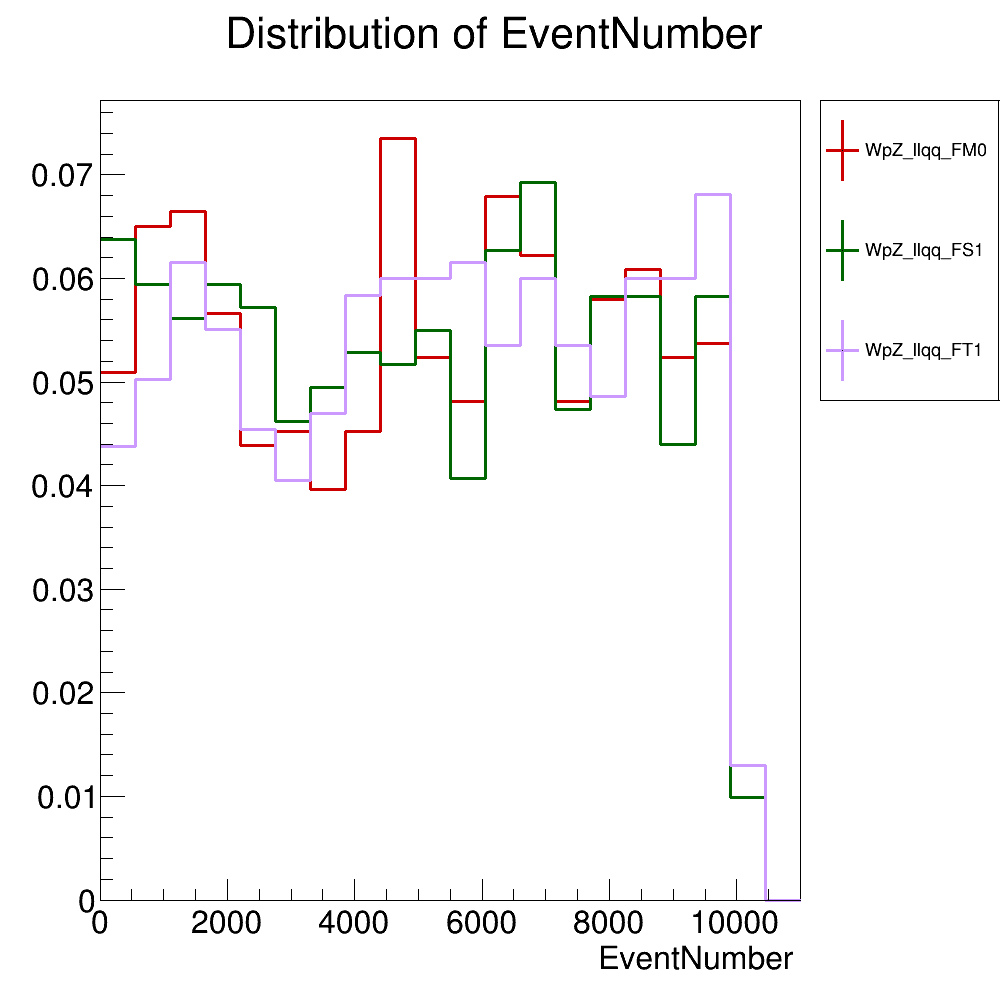 Distribution of EventNumber
0.07
0.06
0.05
0.04
0.03
0.02
0.01
0
0 2000 4000 6000 8000 10000
EventNumber
WpZ_llqq_FM0
WpZ_llqq_FS1
WpZ_llqq_FT1